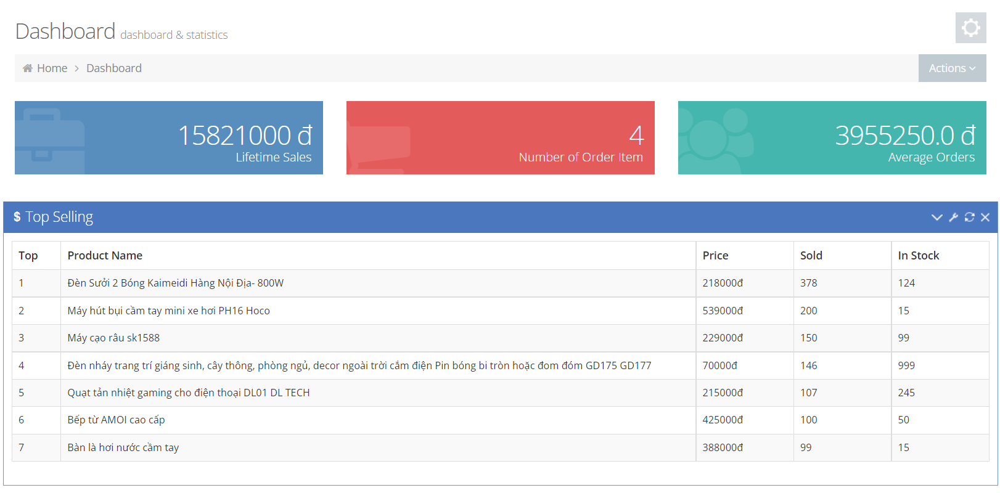 Dashboard dashboard & statistics
Home > Dashboard
Actions
15821000 đ
Lifetime Sales
4
Number of Order Item
3955250.0 đ
Average Orders
$ Top Selling
Top Product Name Price Sold In Stock
1 Đèn Sưởi 2 Bóng Kaimeidi Hàng Nội Địa- 800W 218000đ 378 124
2 Máy hút bụi cầm tay mini xe hơi PH16 Hoco 539000đ 200 15
3 Máy cạo râu sk1588 229000đ 150 99
4 Đèn nháy trang trí giáng sinh, cây thông, phòng ngủ, decor ngoài trời cắm điện Pin bóng bi tròn hoặc đom đóm GD175 GD177 70000đ 146 999
5 Quạt tản nhiệt gaming cho điện thoại DL01 DL TECH 215000đ 107 245
6 Bếp từ AMOI cao cấp 425000đ 100 50
7 Bàn là hơi nước cầm tay 388000đ 99 15